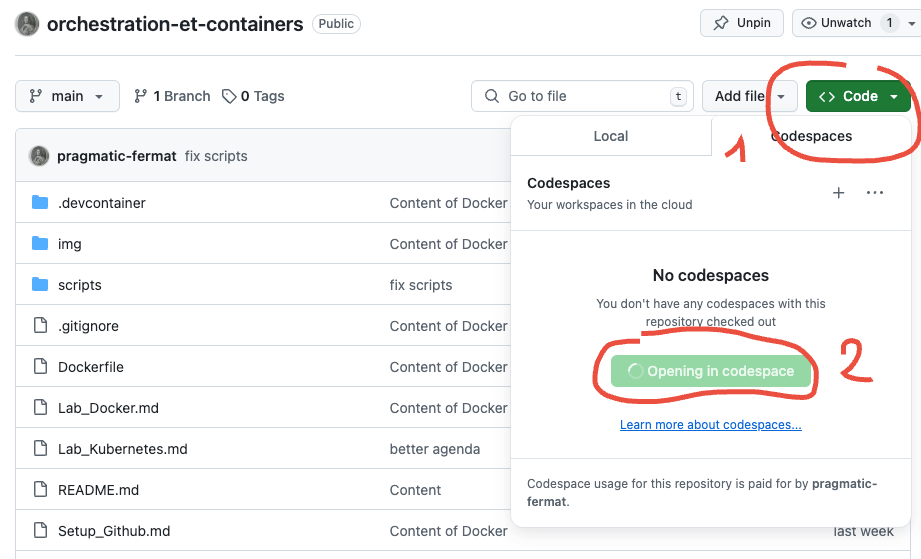 orchestration-et-containers Public
Unpin
Unwatch 1
main
1 Branch
0 Tags
Go to file t
Add file
Code
Local
1
Codespaces
pragmatic-fermat fix scripts
Codespaces
Your workspaces in the cloud
.devcontainer Content of Docker
img Content of Docker
scripts fix scripts
.gitignore Content of Docker
Dockerfile Content of Docker
Lab_Docker.md Content of Docker
Lab_Kubernetes.md better agenda
README.md Content
Setup_Github.md Content of Docker last week
No codespaces
You don't have any codespaces with this
repository checked out
Opening in codespace
2
Learn more about codespaces...
Codespace usage for this repository is paid for by pragmatic-
fermat.